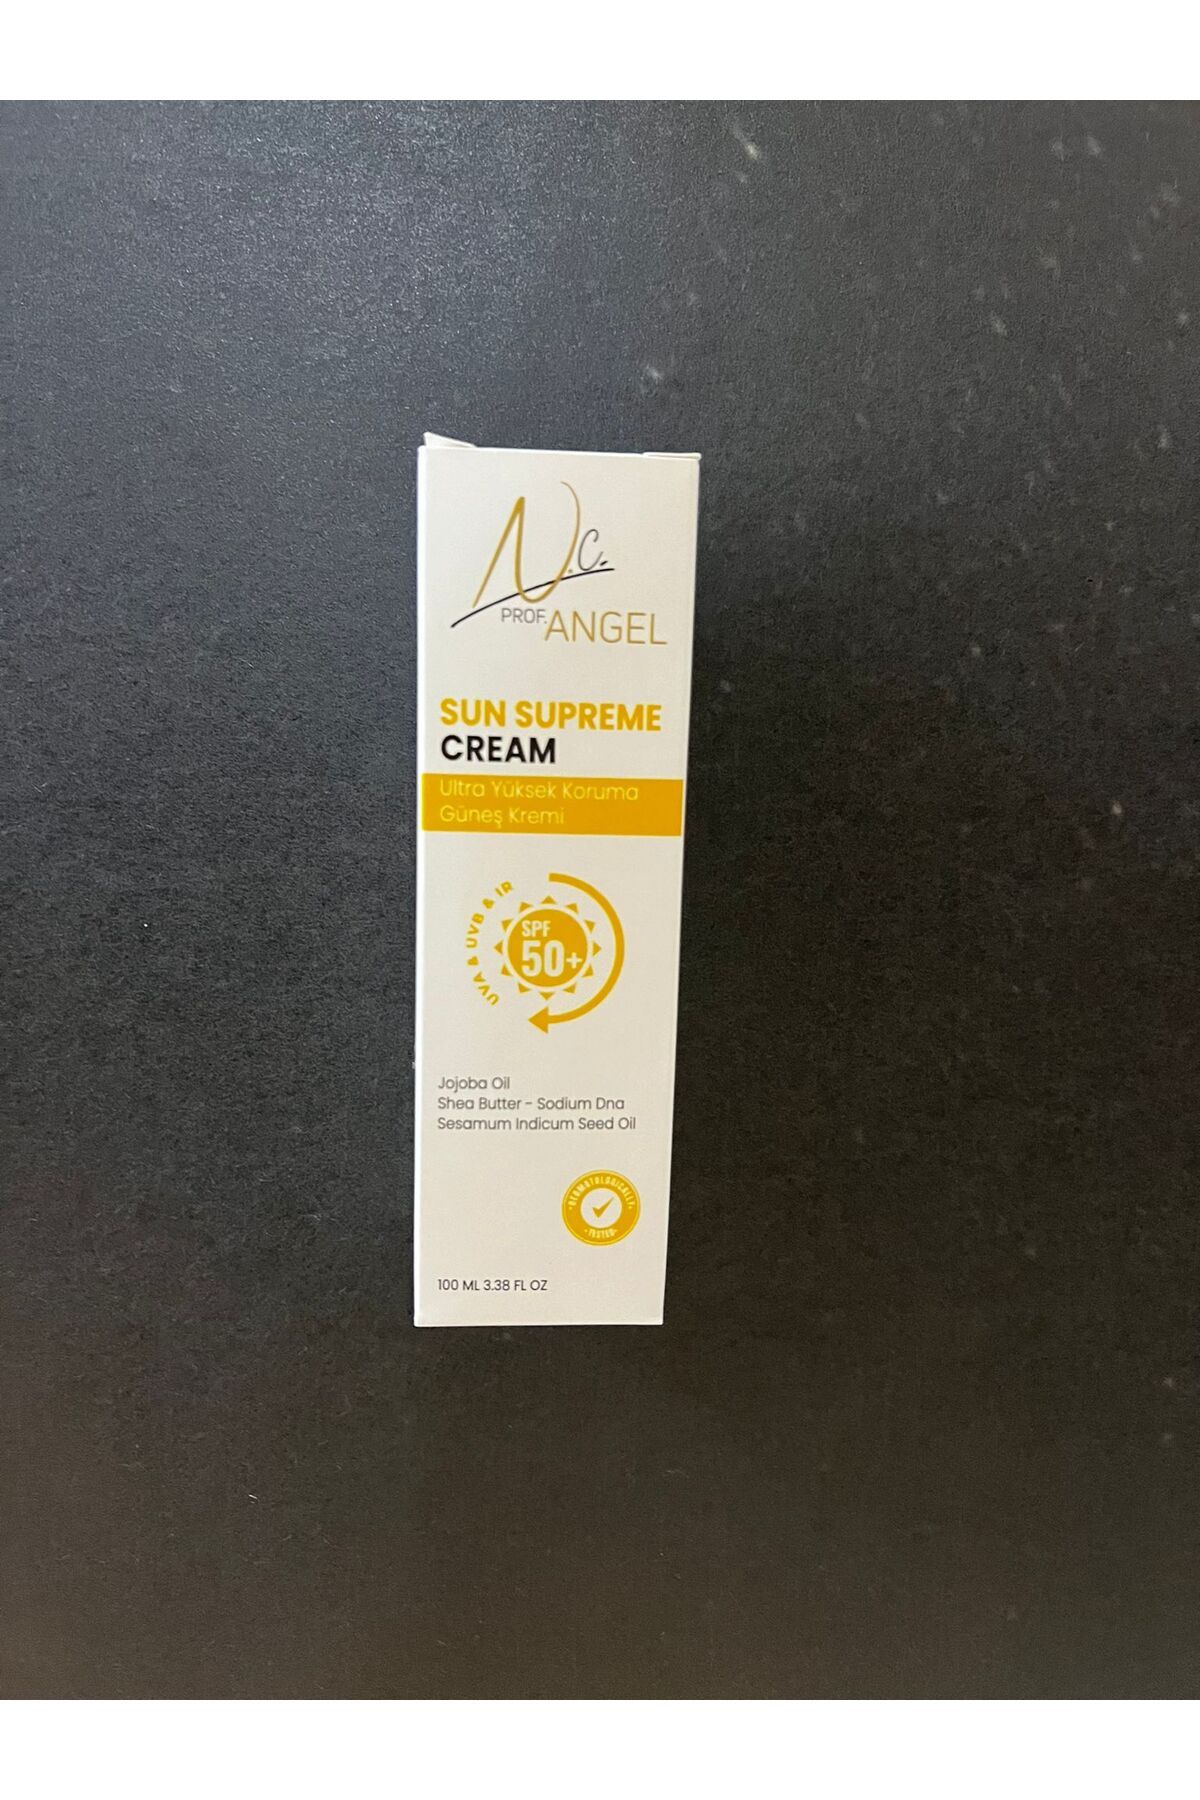 N.C.
PROF. ANGEL
SUN SUPREME
CREAM
Ultra Yüksek Koruma
Güneş Kremi
UVA & UVB & IR
SPF
50+
Jojoba Oil
Shea Butter - Sodium Dna
Sesamum Indicum Seed Oil
TESTED
100 ML 3.38 FL OZ